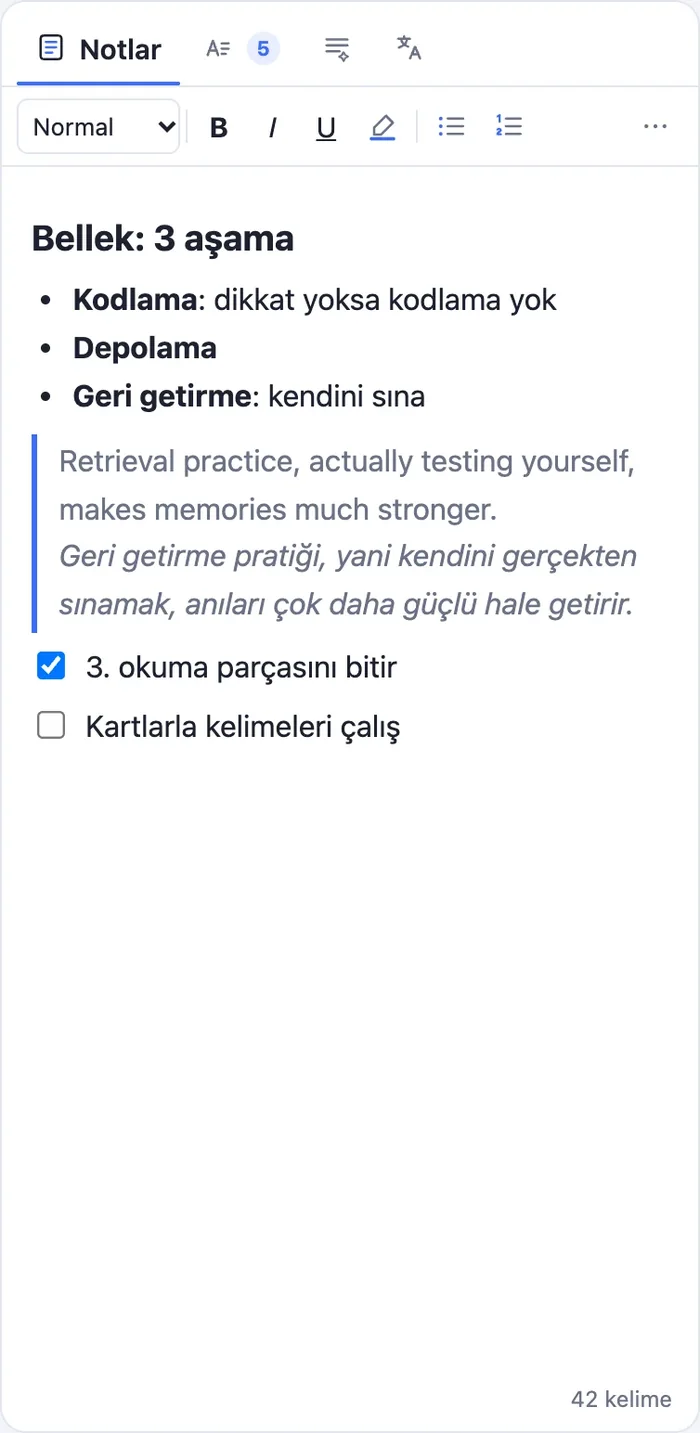 Notlar
5
Normal
B I U
Bellek: 3 aşama
• Kodlama: dikkat yoksa kodlama yok
• Depolama
• Geri getirme: kendini sına
Retrieval practice, actually testing yourself,
makes memories much stronger.
Geri getirme pratiği, yani kendini gerçekten
sınamak, anıları çok daha güçlü hale getirir.
3. okuma parçasını bitir
Kartlarla kelimeleri çalış
42 kelime